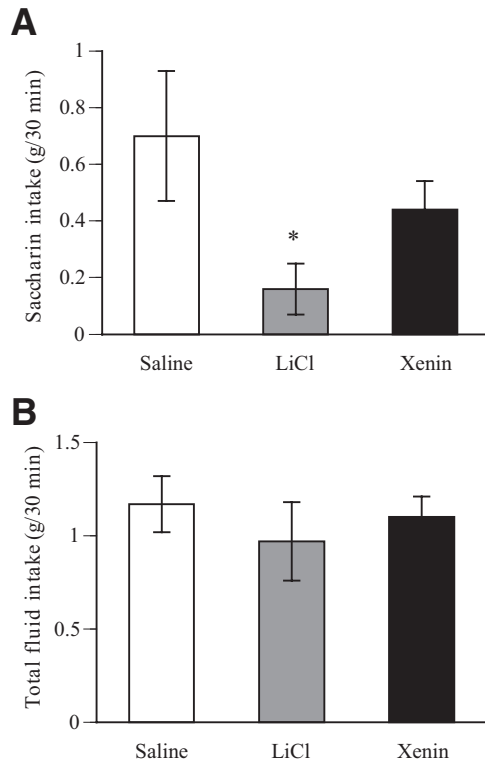 A
Saccharin intake (g/30 min)
1
0.8
0.6
0.4
0.2
0
*
Saline LiCl Xenin
B
Total fluid intake (g/30 min)
1.5
1
0.5
0
Saline LiCl Xenin